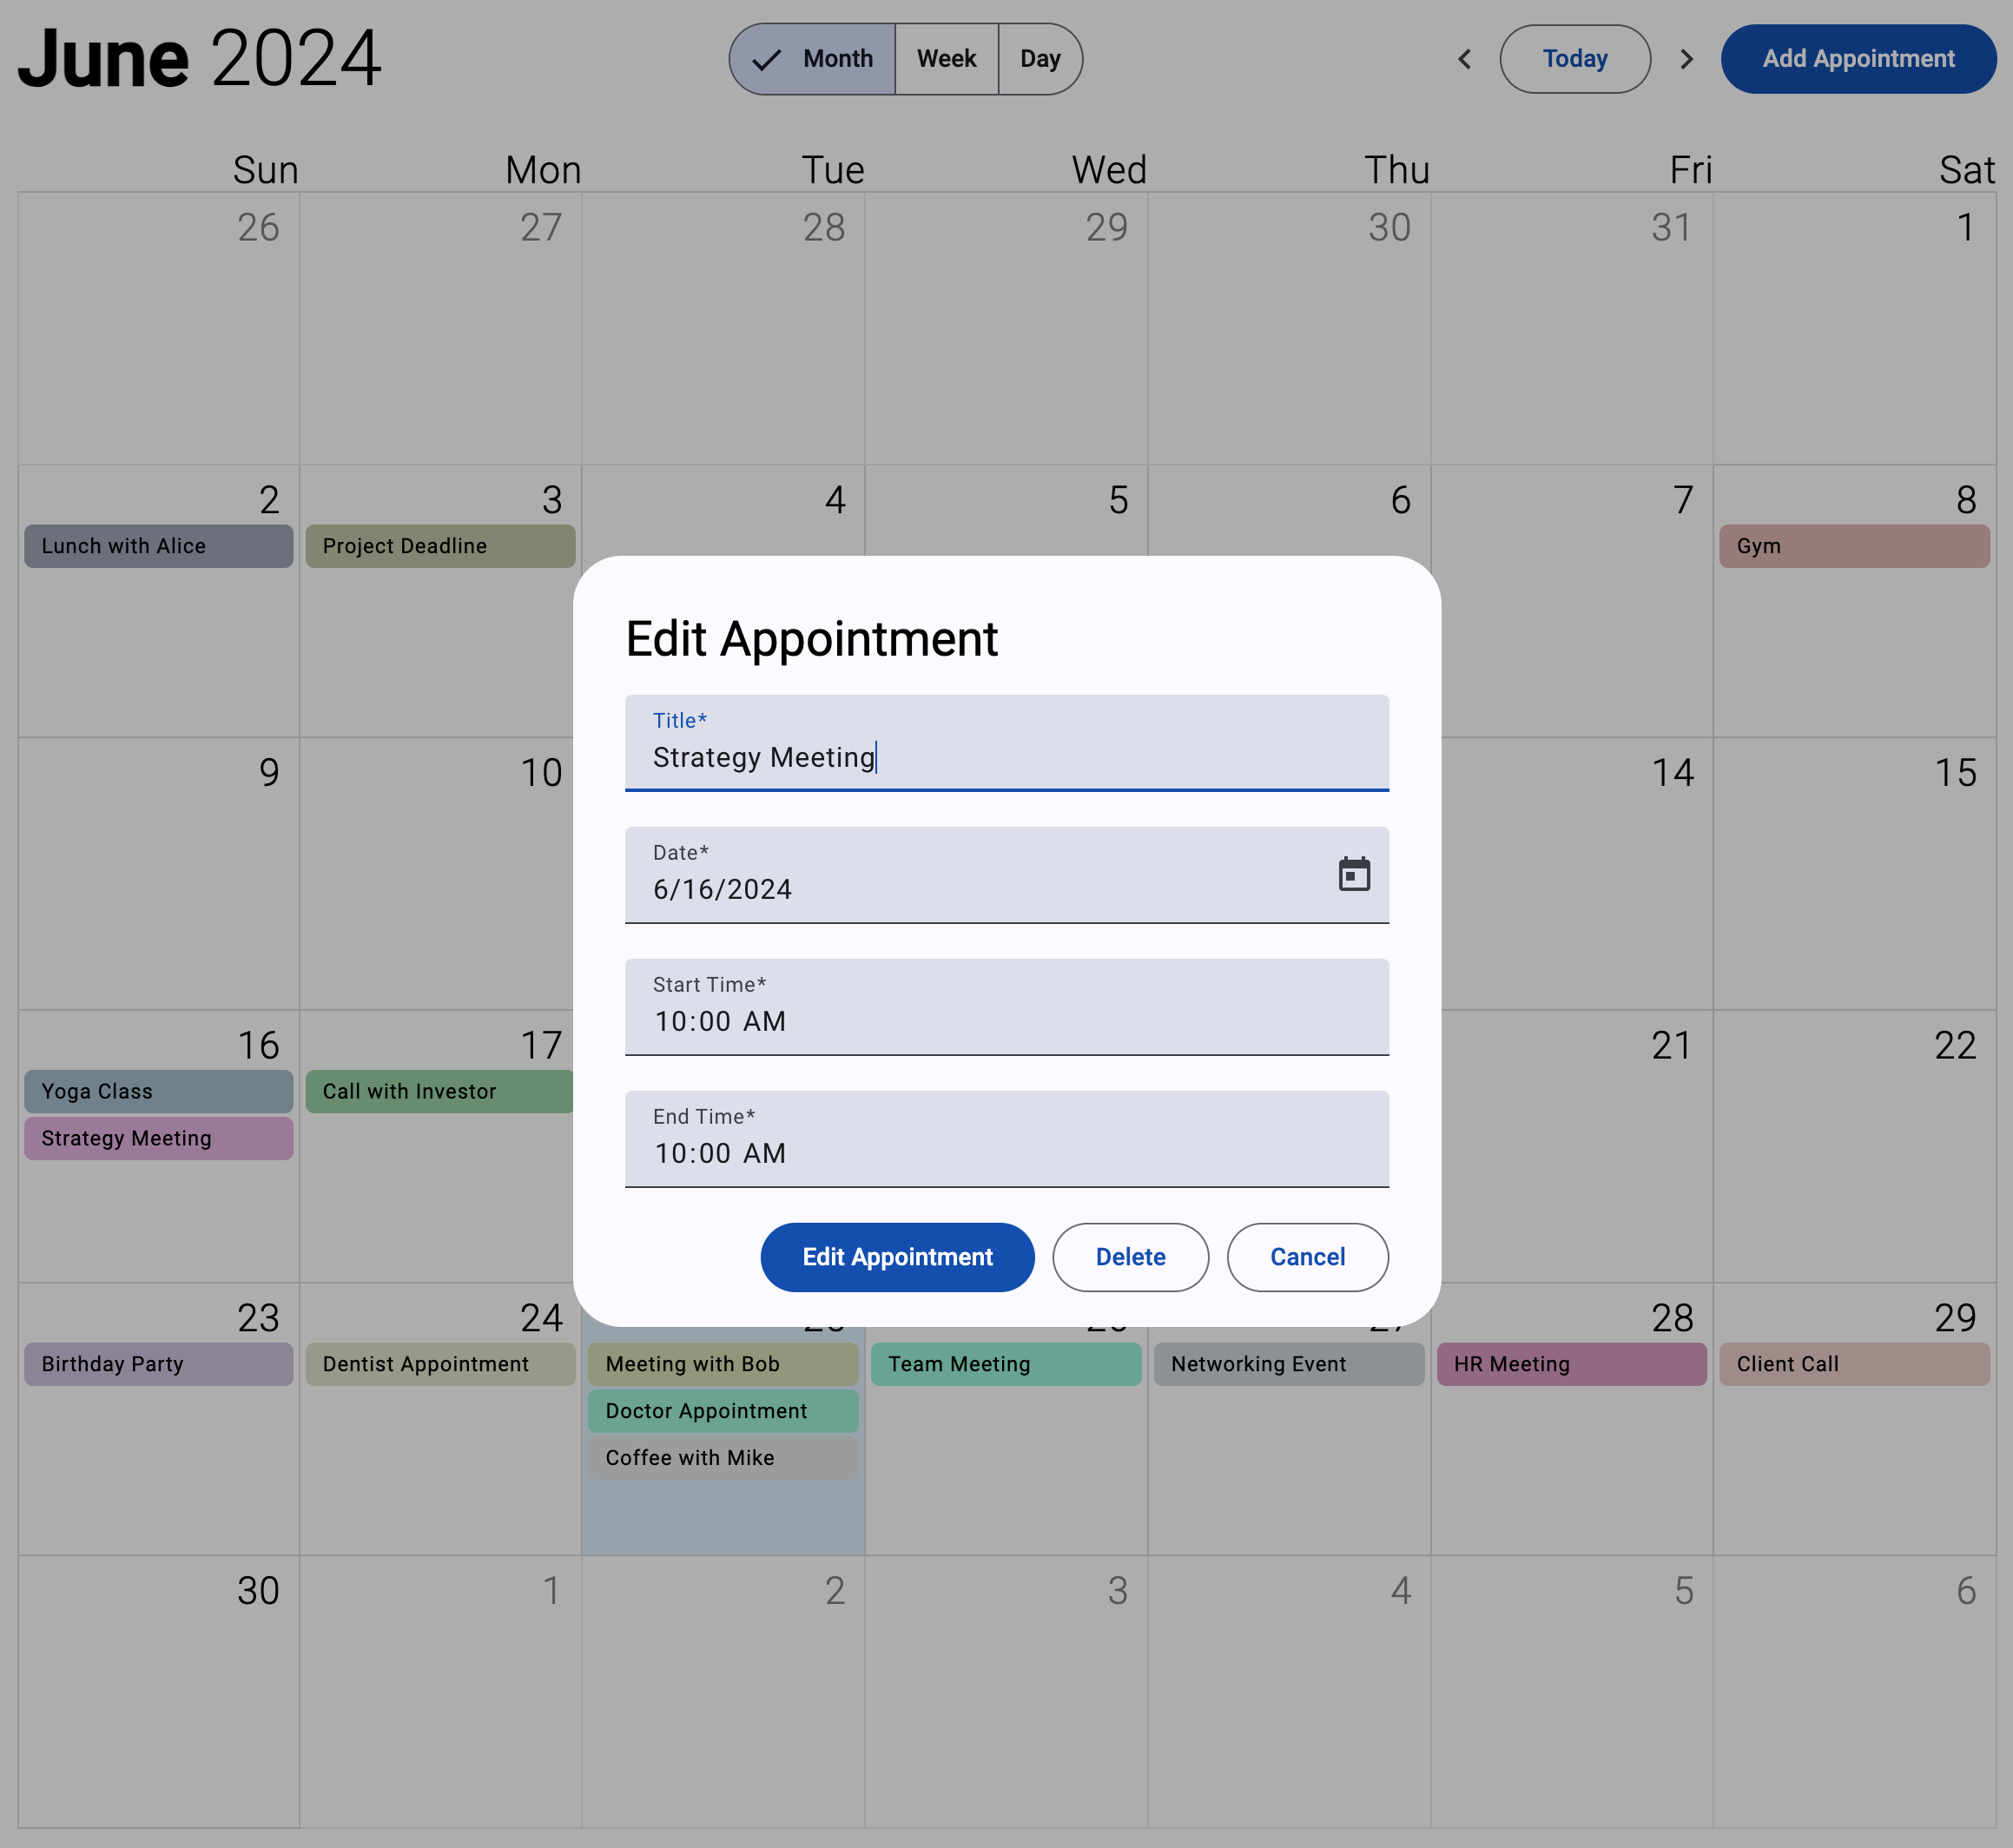 June 2024
Month Week Day
Today
Add Appointment
Sun Mon Tue Wed Thu Fri Sat
26 27 28 29 30 31 1
2 3 4 5 6 7 8
Lunch with Alice
Project Deadline
Gym
Edit Appointment
Title*
Strategy Meeting
Date*
6/16/2024
Start Time*
10:00 AM
End Time*
10:00 AM
Edit Appointment
Delete
Cancel
9 10 14 15
16 17 21 22
Yoga Class
Call with Investor
Strategy Meeting
23 24 28 29
Birthday Party
Dentist Appointment
Meeting with Bob
Team Meeting
Networking Event
HR Meeting
Client Call
Doctor Appointment
Coffee with Mike
30 1 2 3 4 5 6